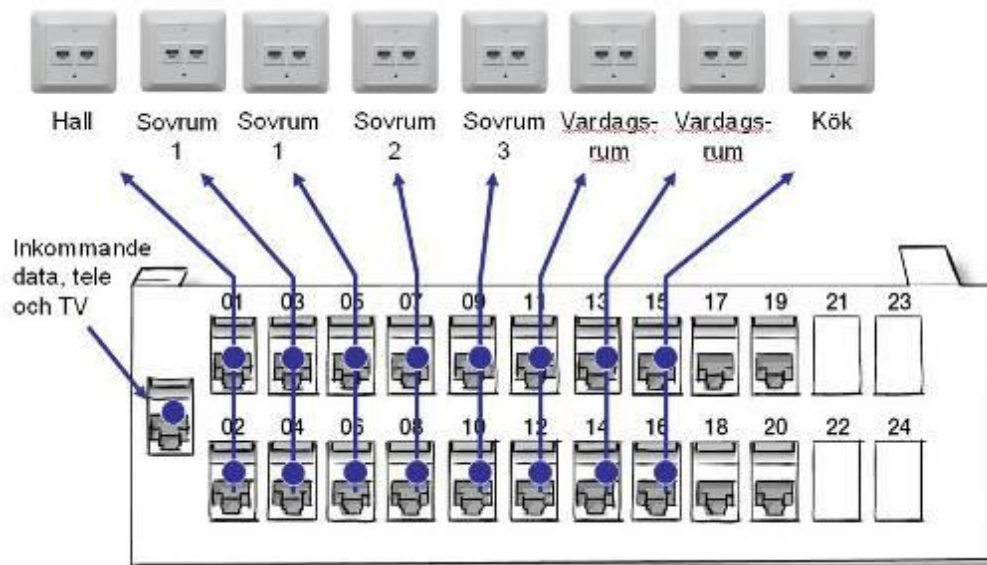 Hall
Sovrum
1
Sovrum
1
Sovrum
2
Sovrum
3
Vardags-
rum
Vardags-
rum
Kök
Inkommande
data, tele
och TV
01 03 05 07 09 11 13 15 17 19 21 23
02 04 06 08 10 12 14 16 18 20 22 24